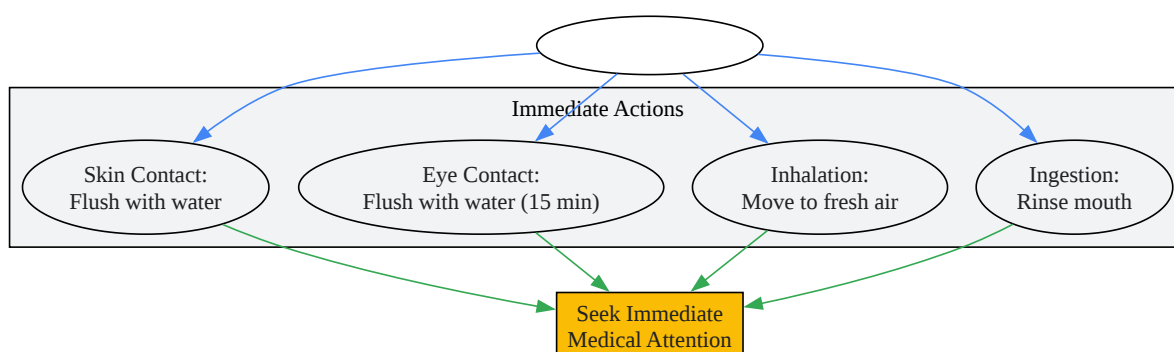 Immediate Actions
Skin Contact:
Flush with water
Eye Contact:
Flush with water (15 min)
Inhalation:
Move to fresh air
Ingestion:
Rinse mouth
Seek Immediate
Medical Attention